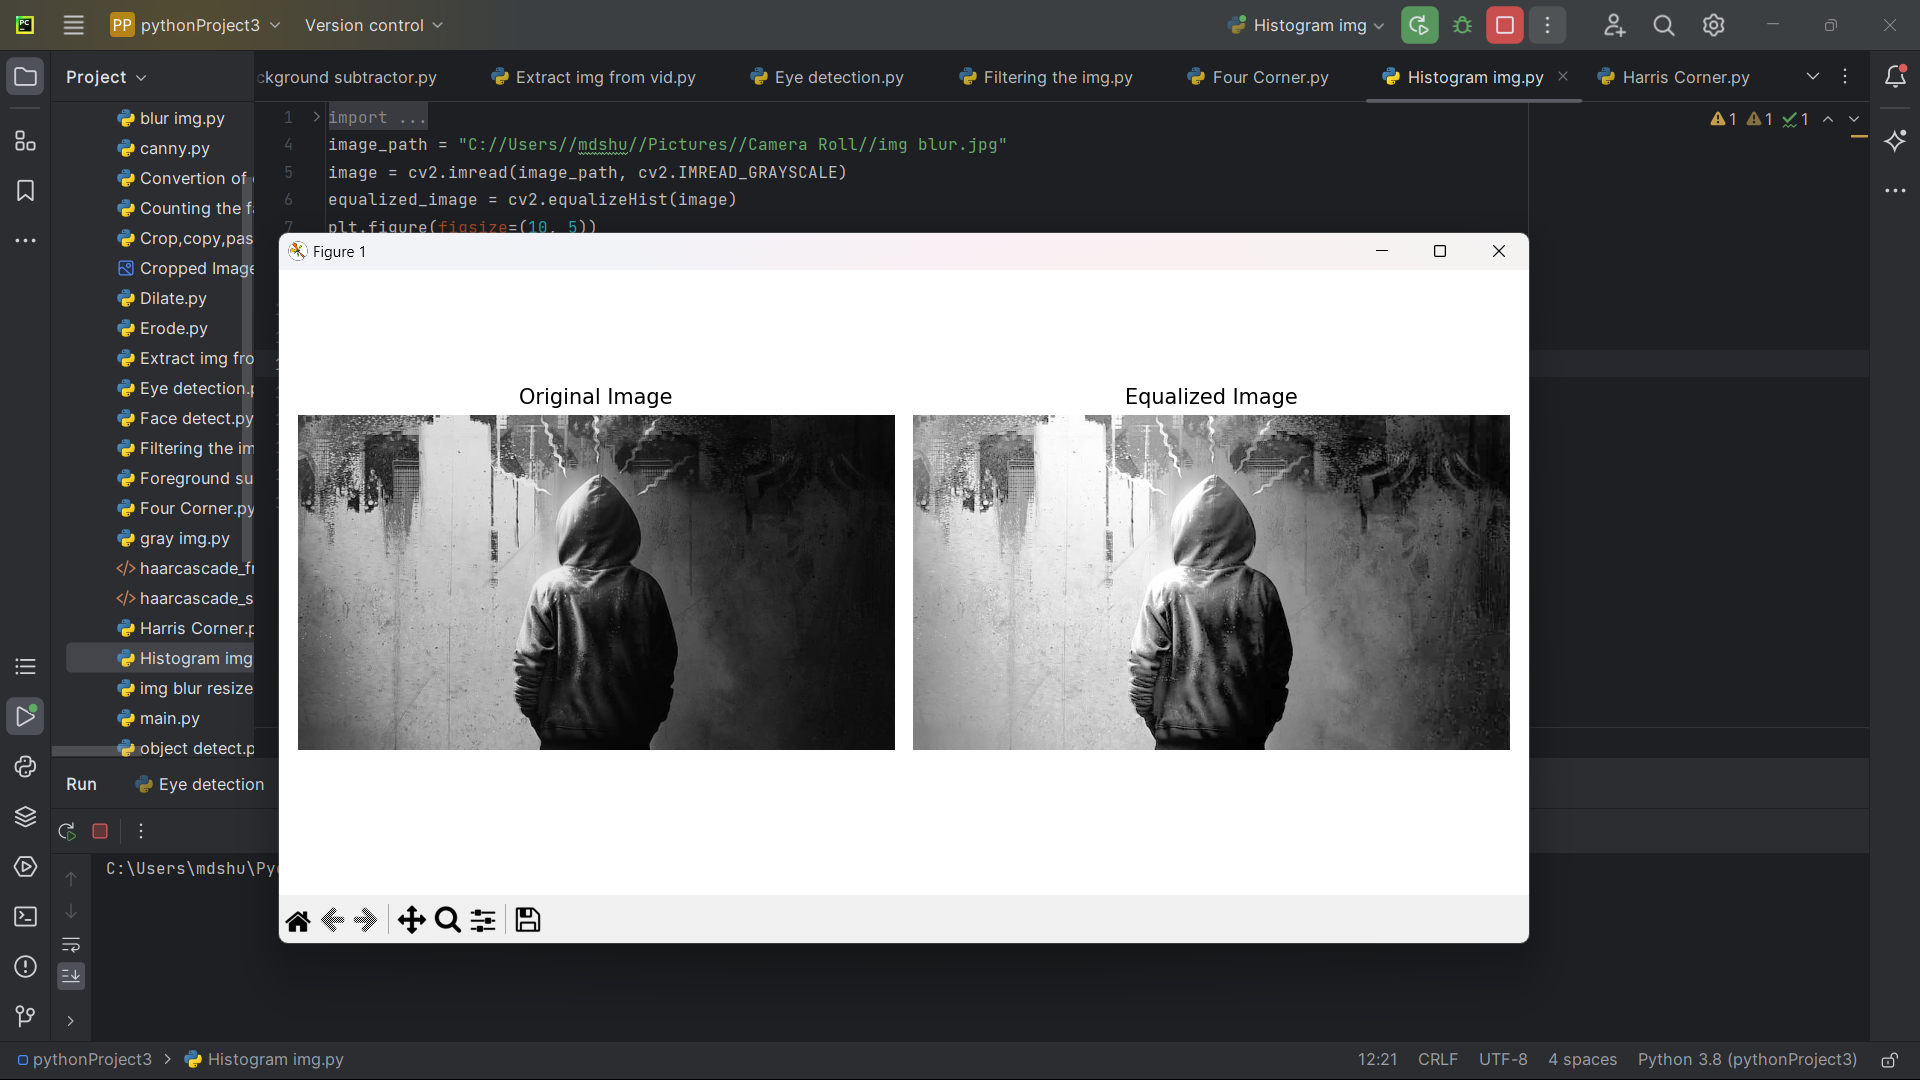 PC
PP pythonProject3 Version control
Histogram img
Project
ckground subtractor.py Extract img from vid.py Eye detection.py Filtering the img.py Four Corner.py Histogram img.py Harris Corner.py
blur img.py
canny.py
Convertion of
Counting the fa
Crop,copy,pas
Cropped Image
Dilate.py
Erode.py
Extract img fro
Eye detection.p
Face detect.py
Filtering the im
Foreground su
Four Corner.py
gray img.py
haarcascade_fr
haarcascade_s
Harris Corner.p
Histogram img
img blur resize
main.py
object detect.p
1 import ...
4 image_path = "C://Users//mdshu//Pictures//Camera Roll//img blur.jpg"
5 image = cv2.imread(image_path, cv2.IMREAD_GRAYSCALE)
6 equalized_image = cv2.equalizeHist(image)
7 plt.figure(figsize=(10, 5))
1 1 1
Figure 1
Original Image Equalized Image
Run Eye detection
C:\Users\mdshu\Pyc
pythonProject3 > Histogram img.py
12:21 CRLF UTF-8 4 spaces Python 3.8 (pythonProject3)